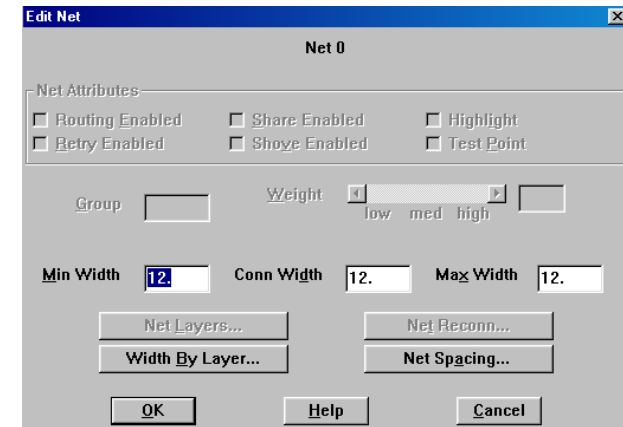 Edit Net
Net 0
Net Attributes
Routing Enabled Share Enabled Highlight
Retry Enabled Shove Enabled Test Point
Group Weight
low med high
Min Width 12. Conn Width 12. Max Width 12.
Net Layers... Net Reconn...
Width By Layer... Net Spacing...
OK Help Cancel